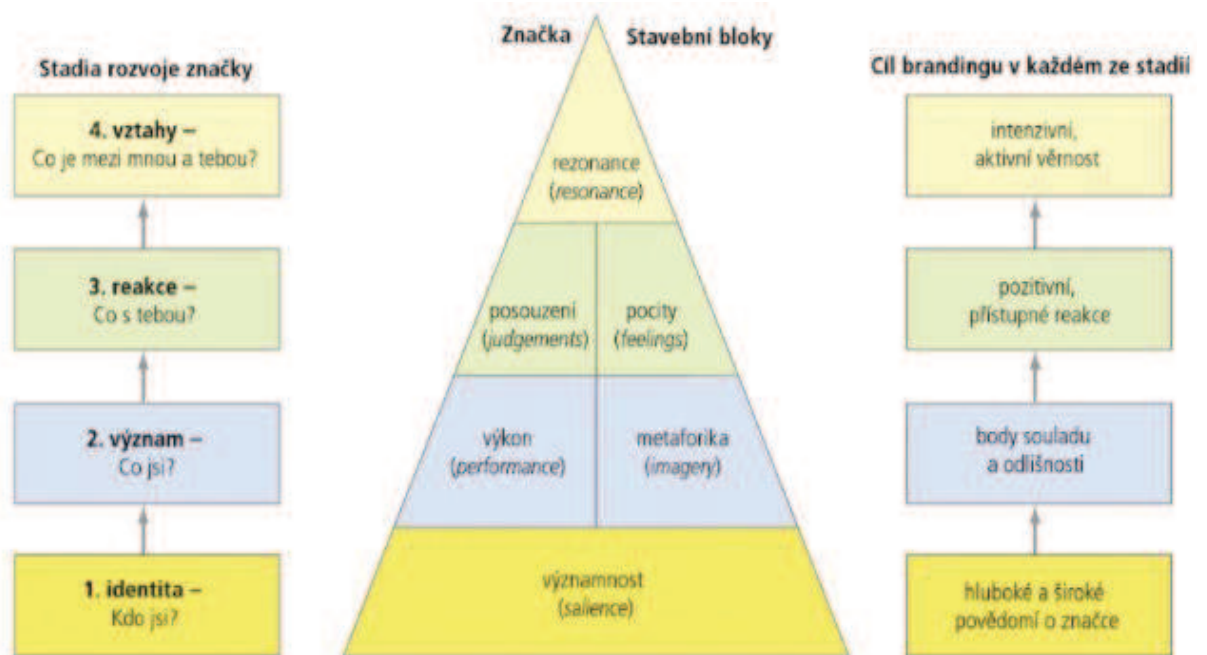 Značka
Stavební bloky
Stadia rozvoje značky
Cíl brandingu v každém ze stadií
4. vztahy –
Co je mezi mnou a tebou?
3. reakce –
Co s tebou?
2. význam –
Co jsi?
1. identita –
Kdo jsi?
rezonance
(resonance)
posouzení
(judgements)
pocity
(feelings)
výkon
(performance)
metaforika
(imagery)
významnost
(salience)
intenzivní,
aktivní věrnost
pozitivní,
přístupné reakce
body souladu
a odlišnosti
hluboké a široké
povědomí o značce